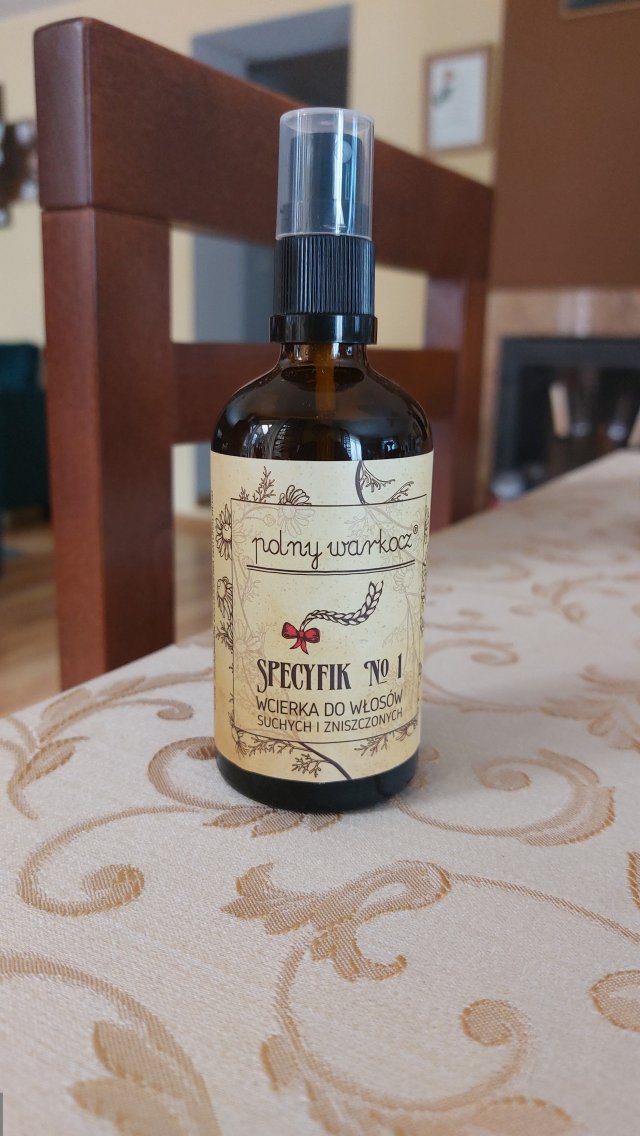 polny warkocz®
SPECYFIK No 1
WCIERKA DO WŁOSÓW
SUCHYCH I ZNISZCZONYCH